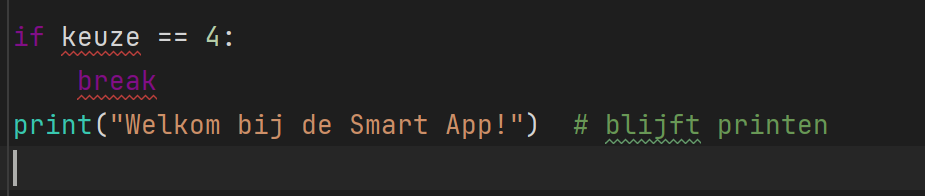 if keuze == 4:
    break
print("Welkom bij de Smart App!")  # blijft printen